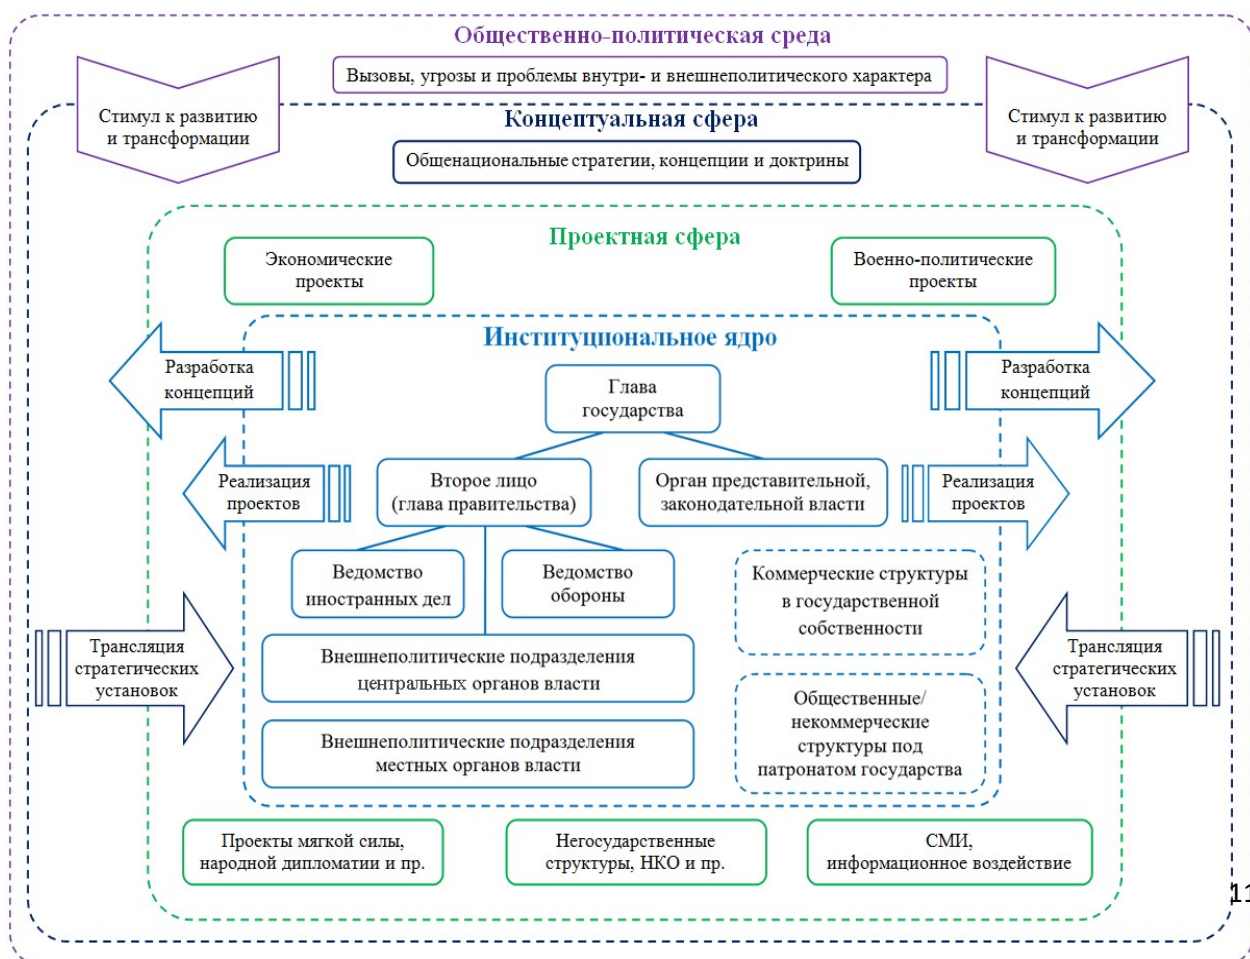 Общественно-политическая среда
Вызовы, угрозы и проблемы внутри- и внешнеполитического характера
Стимул к развитию
и трансформации
Стимул к развитию
и трансформации
Концептуальная сфера
Общенациональные стратегии, концепции и доктрины
Проектная сфера
Экономические
проекты
Военно-политические
проекты
Институциональное ядро
Разработка
концепций
Глава
государства
Разработка
концепций
Реализация
проектов
Второе лицо
(глава правительства)
Орган представительной,
законодательной власти
Реализация
проектов
Ведомство
иностранных дел
Ведомство
обороны
Коммерческие структуры
в государственной
собственности
Трансляция
стратегических
установок
Внешнеполитические подразделения
центральных органов власти
Трансляция
стратегических
установок
Внешнеполитические подразделения
местных органов власти
Общественные/
некоммерческие
структуры под
патронатом государства
Проекты мягкой силы,
народной дипломатии и пр.
Негосударственные
структуры, НКО и пр.
СМИ,
информационное воздействие
11